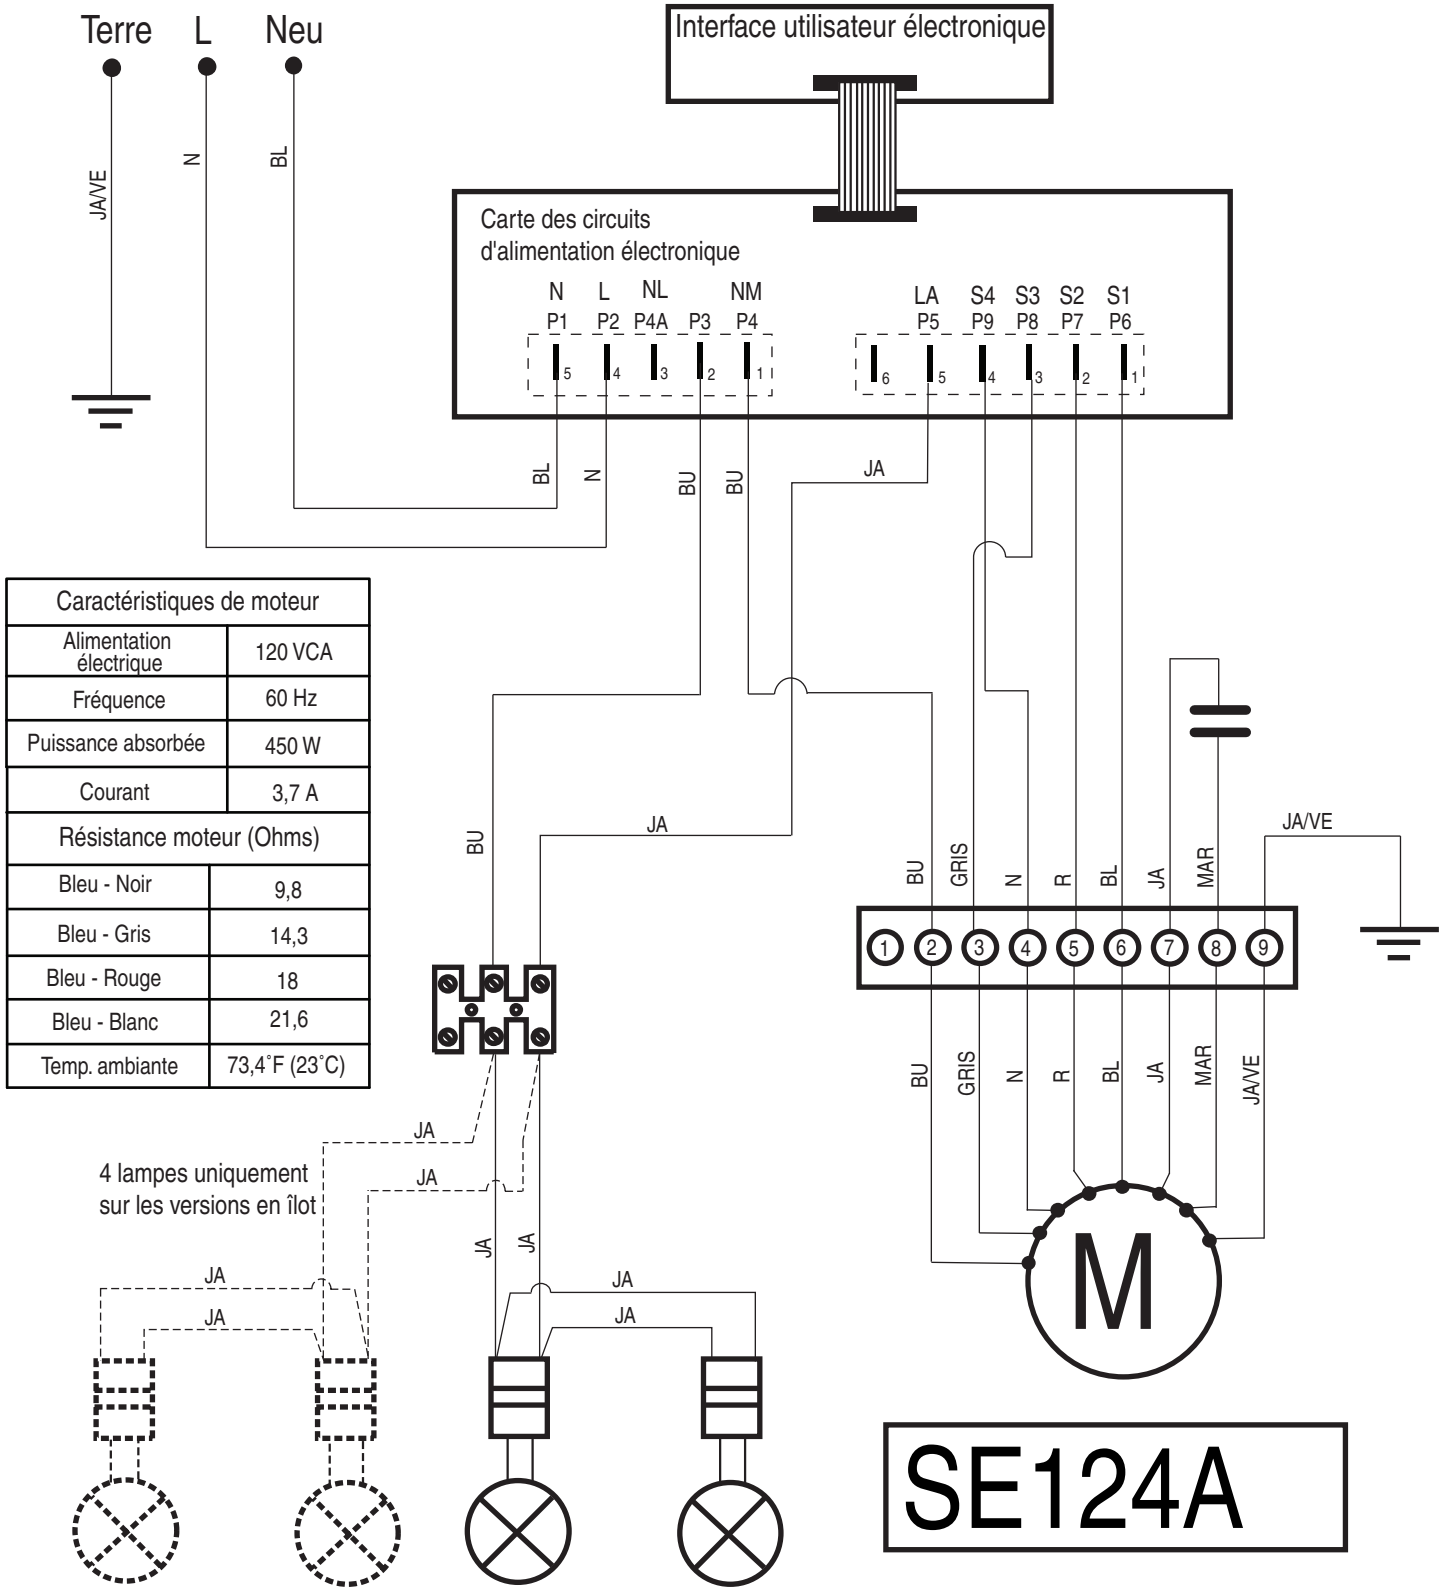 Terre L Neu
Interface utilisateur électronique
JA/VE
N
BL
Carte des circuits
d'alimentation électronique
N L NL NM
P1 P2 P4A P3 P4
5 4 3 2 1
LA S4 S3 S2 S1
P5 P9 P8 P7 P6
6 5 4 3 2 1
BL
N
BU
BU
JA
Caractéristiques de moteur
Alimentation
électrique
120 VCA
Fréquence 60 Hz
Puissance absorbée 450 W
Courant 3,7 A
Résistance moteur (Ohms)
Bleu - Noir 9,8
Bleu - Gris 14,3
Bleu - Rouge 18
Bleu - Blanc 21,6
Temp. ambiante 73,4˚F (23˚C)
BU
JA
BU
GRIS
N
R
BL
JA
MAR
JA/VE
1 2 3 4 5 6 7 8 9
BU
GRIS
N
R
BL
JA
MAR
JA/VE
JA
JA
4 lampes uniquement
sur les versions en îlot
JA
JA
JA
JA
JA
JA
M
SE124A